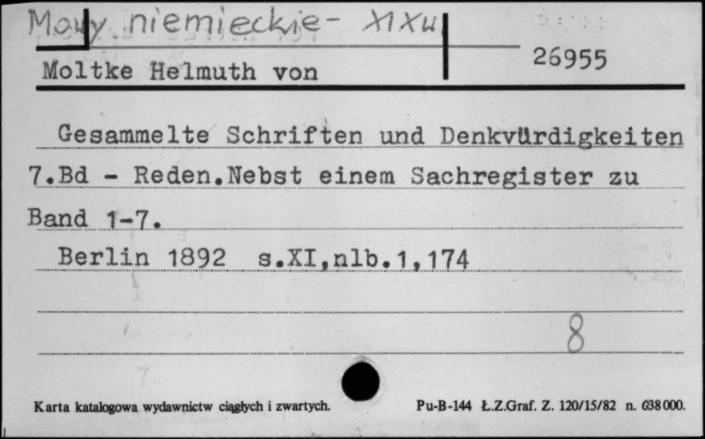 Mowy niemieckie - XIXw
26955
Moltke Helmuth von
Gesammelte Schriften und Denkvürdigkeiten
7.Bd - Reden.Nebst einem Sachregister zu
Band 1-7.
Berlin 1892 s.XI,nlb.1,174
8
Karta katalogowa wydawnictw ciągłych i zwartych.
Pu-B-144 Ł.Z.Graf. Z. 120/15/82 n. 638000.